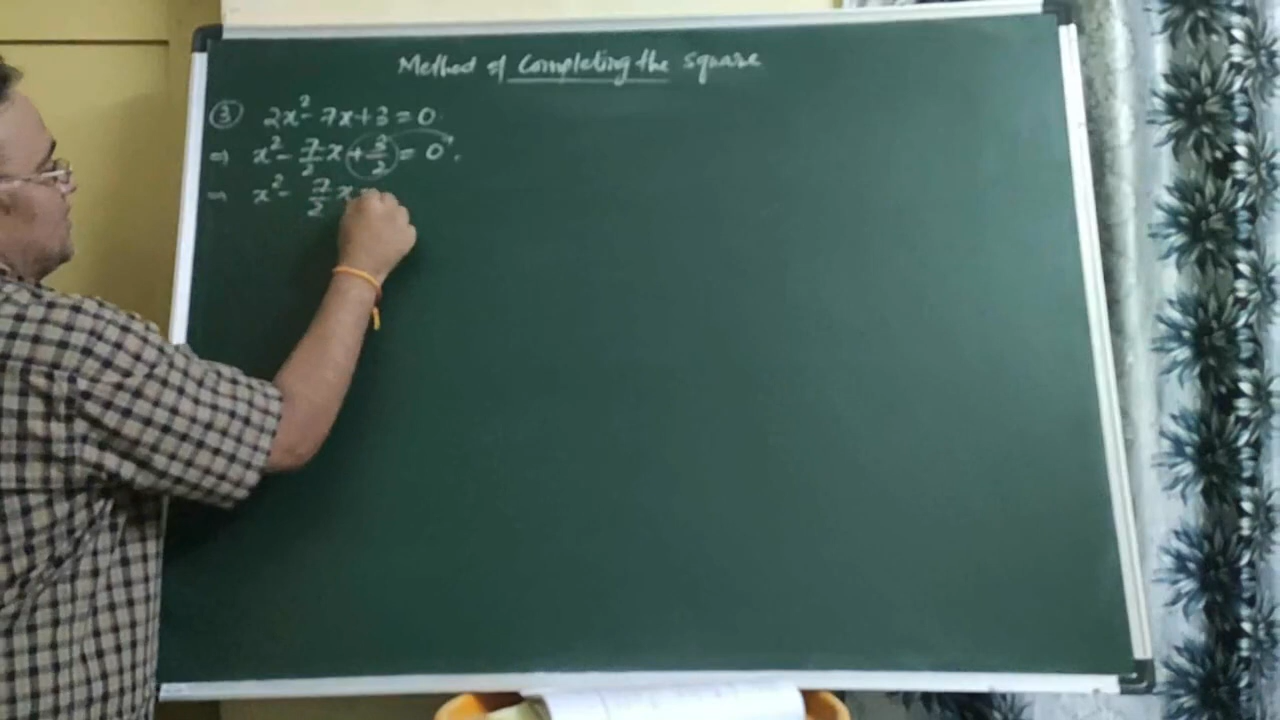 Method of Completing the square
③ 2x² - 7x + 3 = 0
⇒ x² - 7/2 x + 3/2 = 0
⇒ x² - 7/2 x